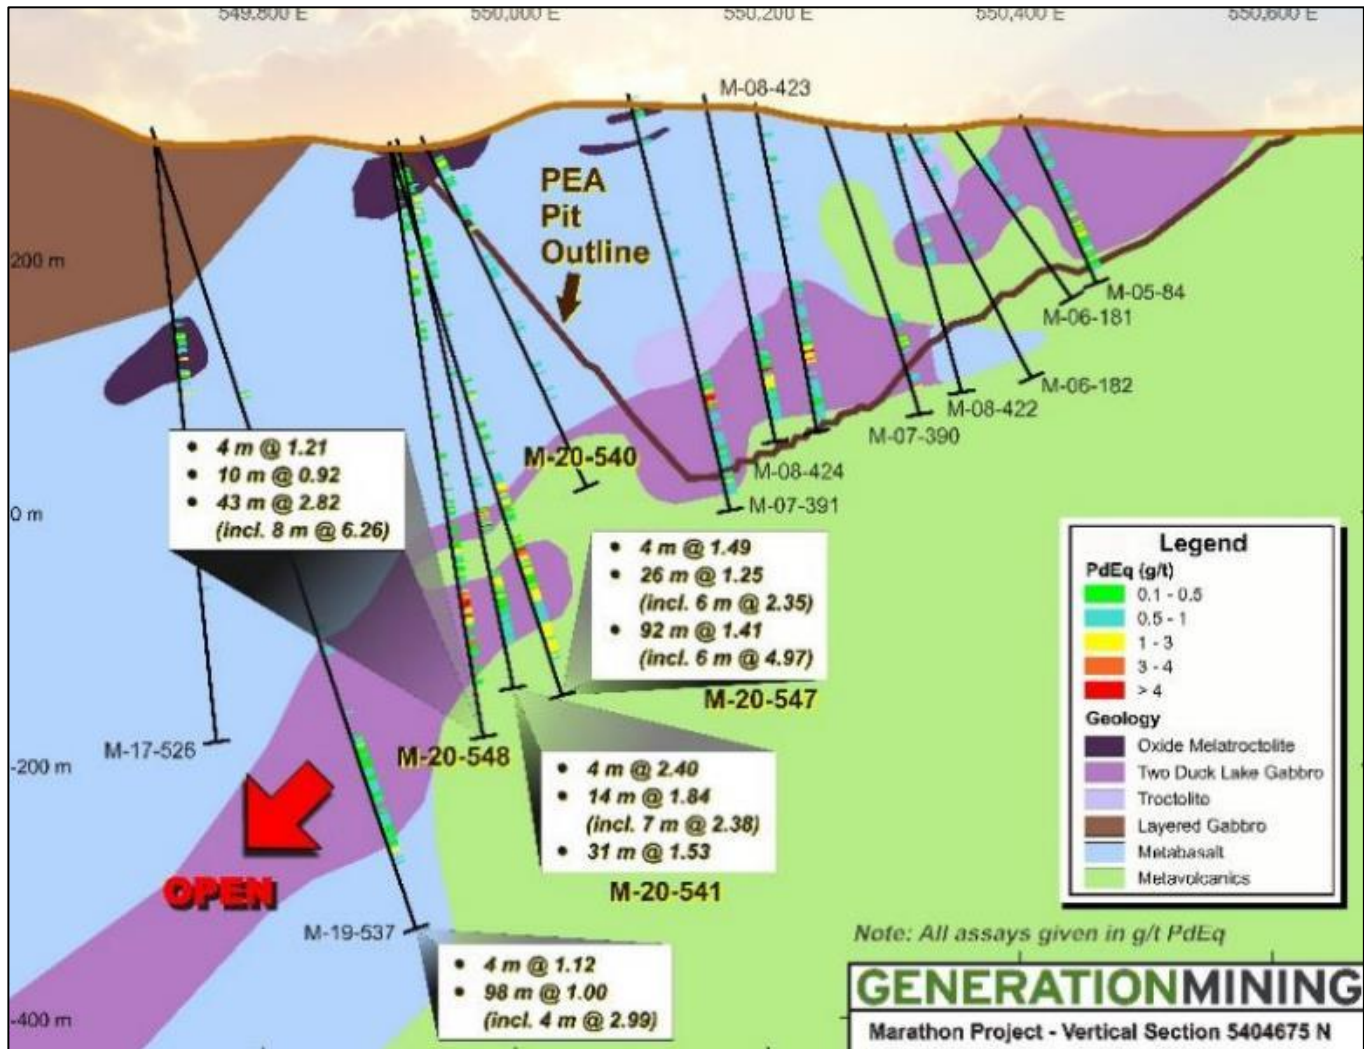 549,800 E
550,000 E
550,200 E
550,400 E
550,600 E
M-08-423
PEA
Pit
Outline
200 m
M-05-84
M-06-181
M-06-182
M-08-422
M-07-390
M-20-540
M-08-424
M-07-391
0 m
• 4 m @ 1.21
• 10 m @ 0.92
• 43 m @ 2.82
(incl. 8 m @ 6.26)
• 4 m @ 1.49
• 26 m @ 1.25
(incl. 6 m @ 2.35)
• 92 m @ 1.41
(incl. 6 m @ 4.97)
M-20-547
M-17-526
M-20-548
-200 m
• 4 m @ 2.40
• 14 m @ 1.84
(incl. 7 m @ 2.38)
• 31 m @ 1.53
M-20-541
OPEN
M-19-537
• 4 m @ 1.12
• 98 m @ 1.00
(incl. 4 m @ 2.99)
-400 m
Legend
PdEq (g/t)
0.1 - 0.5
0.5 - 1
1 - 3
3 - 4
> 4
Geology
Oxide Melatroctolite
Two Duck Lake Gabbro
Troctolite
Layered Gabbro
Metabasalt
Metavolcanics
Note: All assays given in g/t PdEq
GENERATIONMINING
Marathon Project - Vertical Section 5404675 N